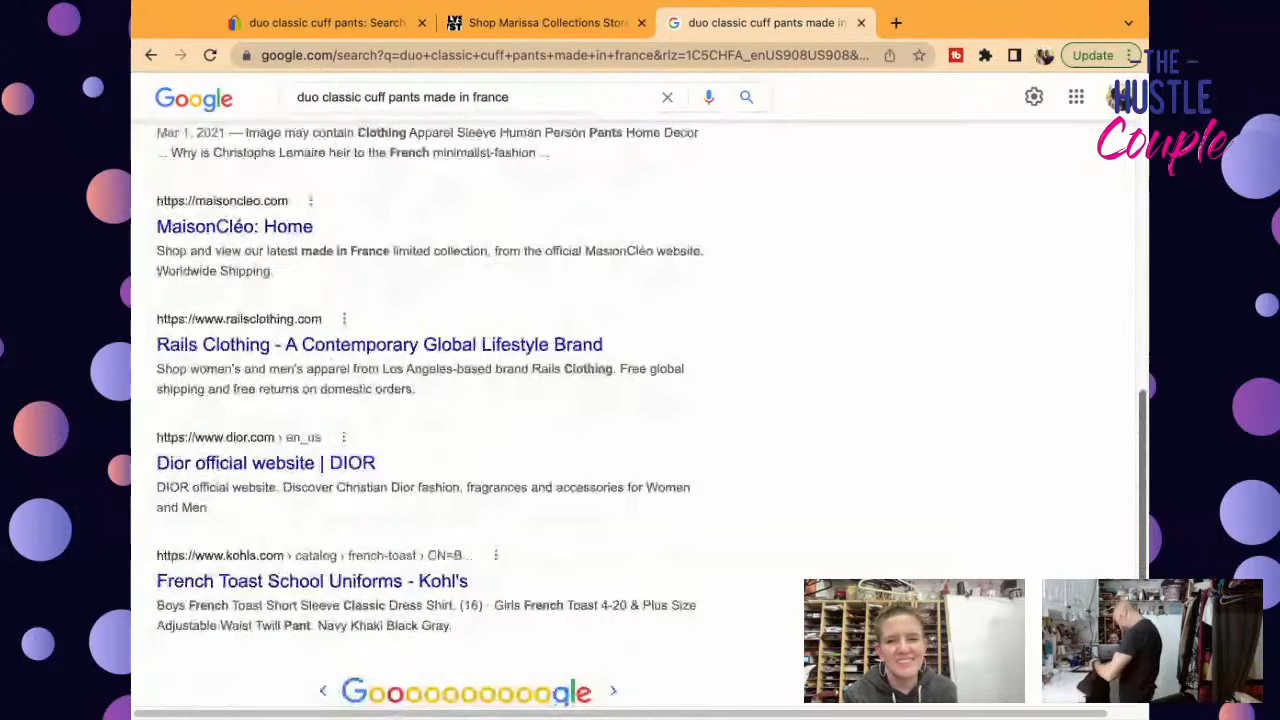 duo classic cuff pants: Search
Shop Marissa Collections Store
duo classic cuff pants made in
google.com/search?q=duo+classic+cuff+pants+made+in+france&rlz=1C5CHFA_enUS908US908&...
Update
THE
HUSTLE
Couple
Google
duo classic cuff pants made in france
Mar 1, 2021 — Image may contain Clothing Apparel Sleeve Human Person Pants Home Decor
... Why is Christophe Lemaire heir to the French minimalist-fashion ...
https://maisoncleo.com
MaisonCléo: Home
Shop and view our latest made in France limited collection, from the official MaisonCléo website.
Worldwide Shipping.
https://www.railsclothing.com
Rails Clothing - A Contemporary Global Lifestyle Brand
Shop women's and men's apparel from Los Angeles-based brand Rails Clothing. Free global
shipping and free returns on domestic orders.
https://www.dior.com › en_us
Dior official website | DIOR
DIOR official website. Discover Christian Dior fashion, fragrances and accessories for Women
and Men
https://www.kohls.com › catalog › french-toast › CN=B...
French Toast School Uniforms - Kohl's
Boys French Toast Short Sleeve Classic Dress Shirt. (16) · Girls French Toast 4-20 & Plus Size
Adjustable Waist Twill Pant. Navy Khaki Black Gray.
< Goooooooooogle >